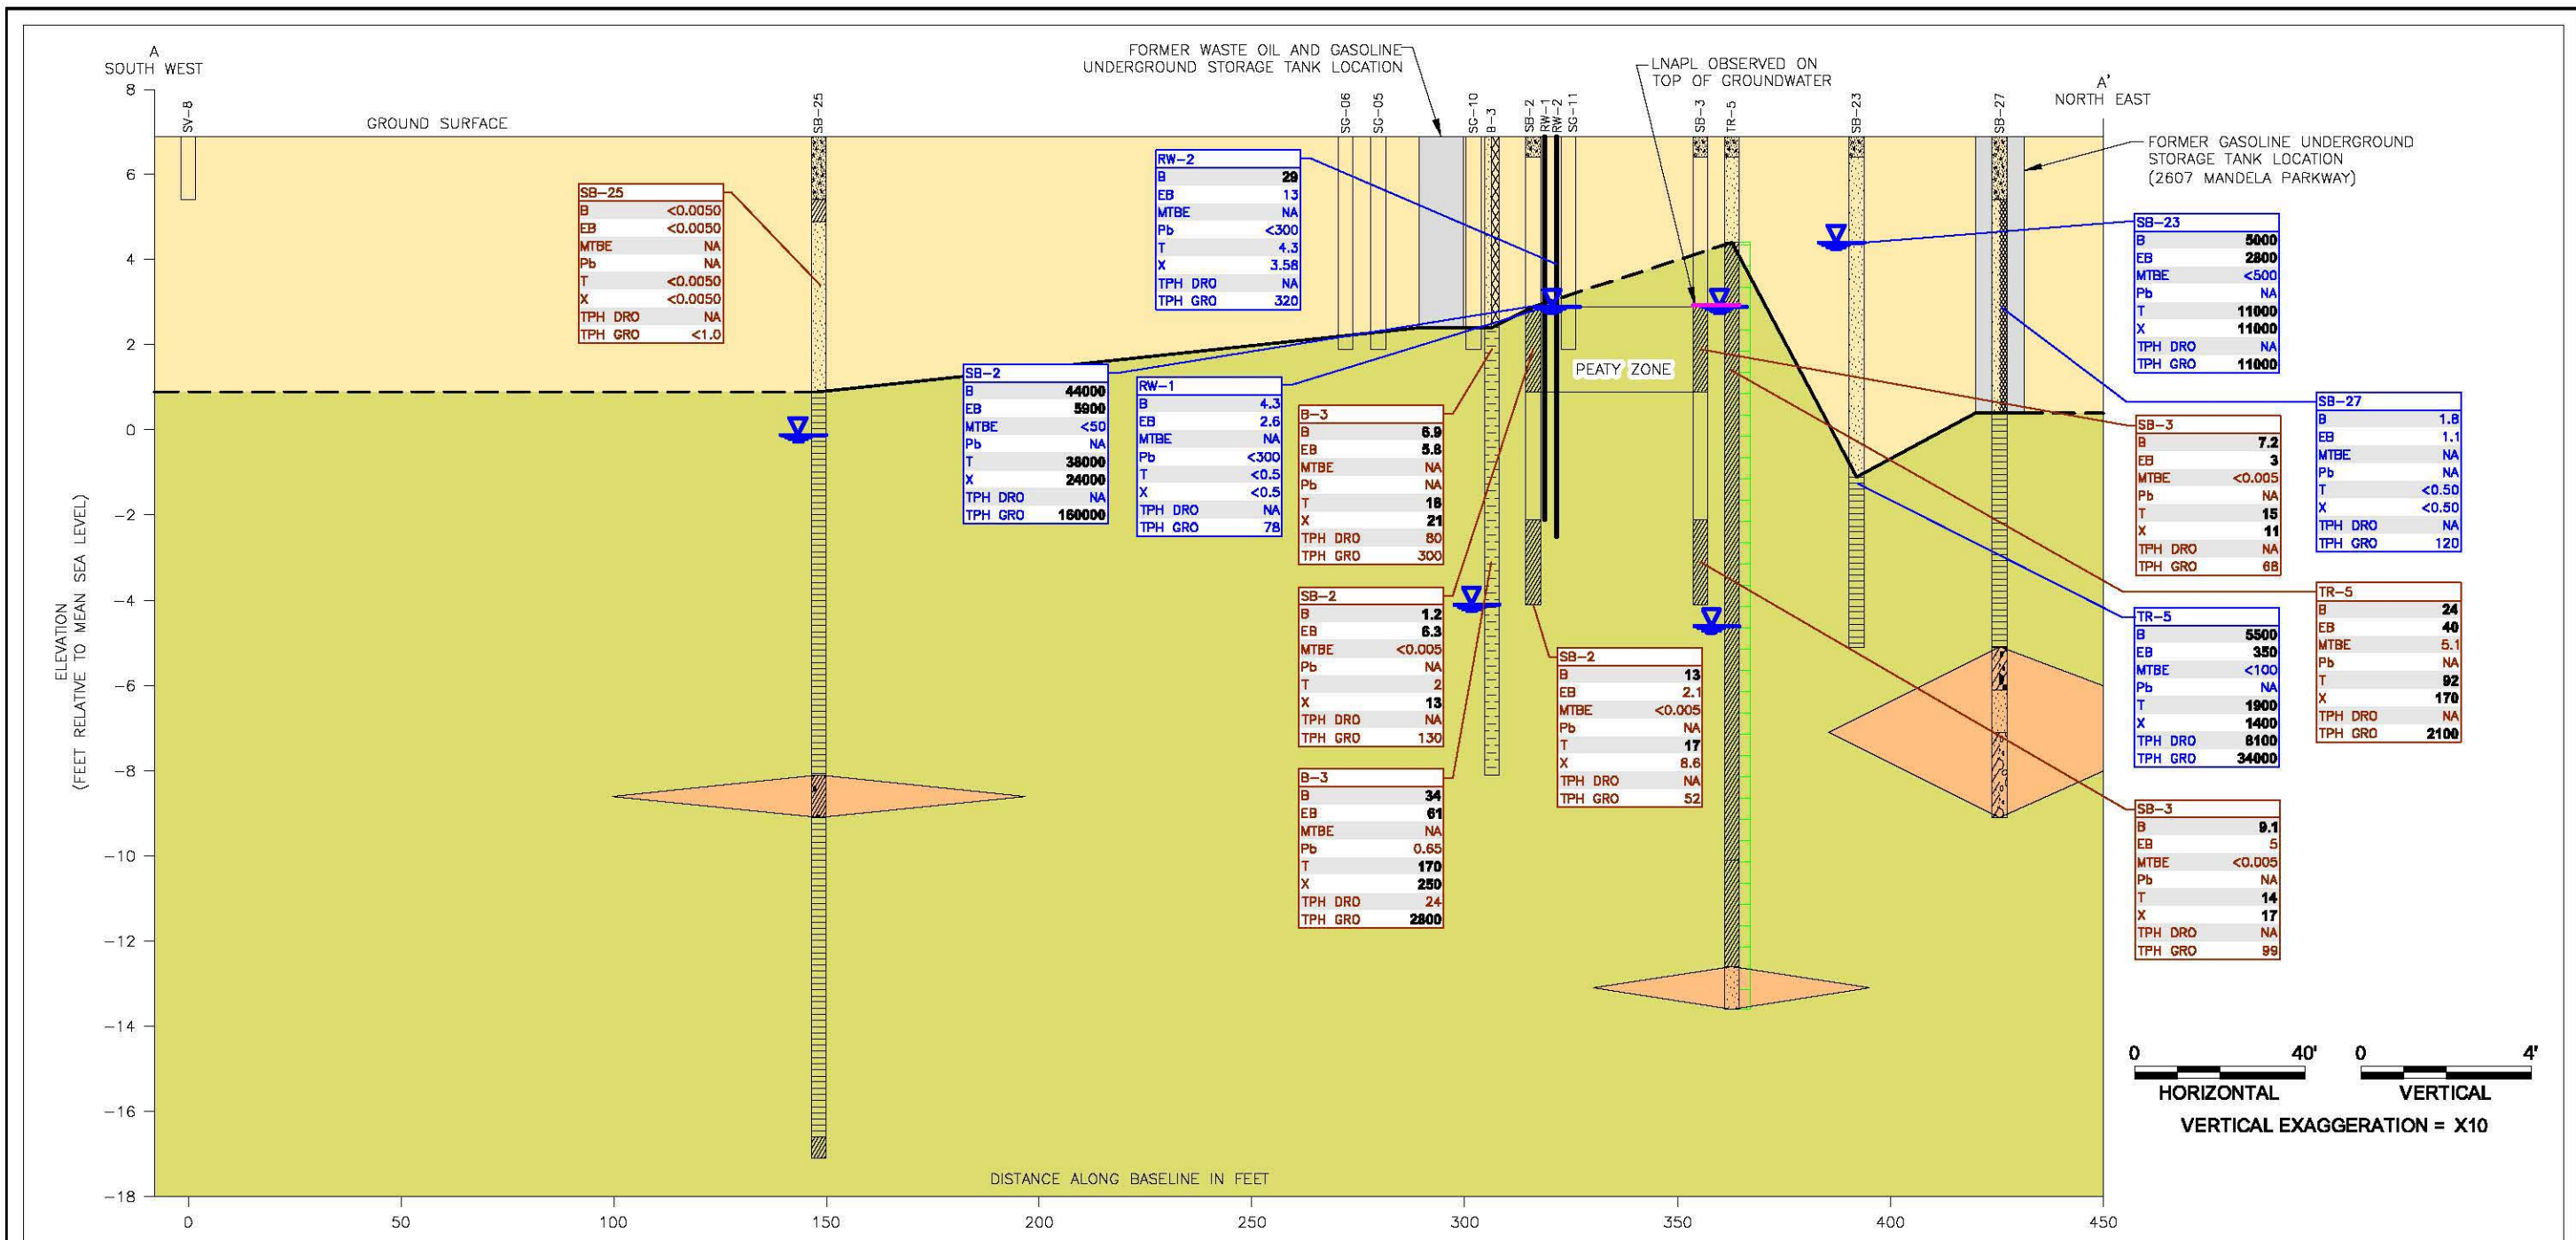 A
SOUTH WEST
FORMER WASTE OIL AND GASOLINE
UNDERGROUND STORAGE TANK LOCATION
LNAPL OBSERVED ON
TOP OF GROUNDWATER
A'
NORTH EAST
GROUND SURFACE
SV-8
SB-25
SG-06
SG-05
SG-10
B-3
SB-2
RW-1
RW-2
SG-11
SB-3
TR-5
SB-23
SB-27
FORMER GASOLINE UNDERGROUND
STORAGE TANK LOCATION
(2607 MANDELA PARKWAY)
8
6
4
2
0
-2
-4
-6
-8
-10
-12
-14
-16
-18
ELEVATION
(FEET RELATIVE TO MEAN SEA LEVEL)
SB-25
B <0.0050
EB <0.0050
MTBE NA
Pb NA
T <0.0050
X <0.0050
TPH DRO NA
TPH GRO <1.0
RW-2
B 29
EB 13
MTBE NA
Pb <300
T 4.3
X 3.58
TPH DRO NA
TPH GRO 320
SB-2
B 44000
EB 5900
MTBE <50
Pb NA
T 38000
X 24000
TPH DRO NA
TPH GRO 160000
RW-1
B 4.3
EB 2.6
MTBE NA
Pb <300
T <0.5
X <0.5
TPH DRO NA
TPH GRO 78
B-3
B 6.9
EB 5.8
MTBE NA
Pb NA
T 18
X 21
TPH DRO 80
TPH GRO 300
SB-2
B 1.2
EB 6.3
MTBE <0.005
Pb NA
T 2
X 13
TPH DRO NA
TPH GRO 130
B-3
B 34
EB 61
MTBE NA
Pb 0.65
T 170
X 250
TPH DRO 24
TPH GRO 2800
PEATY ZONE
SB-2
B 13
EB 2.1
MTBE <0.005
Pb NA
T 17
X 8.6
TPH DRO NA
TPH GRO 52
SB-23
B 5000
EB 2800
MTBE <500
Pb NA
T 11000
X 11000
TPH DRO NA
TPH GRO 11000
SB-27
B 1.8
EB 1.1
MTBE NA
Pb NA
T <0.50
X <0.50
TPH DRO NA
TPH GRO 120
SB-3
B 7.2
EB 3
MTBE <0.005
Pb NA
T 15
X 11
TPH DRO NA
TPH GRO 68
TR-5
B 24
EB 40
MTBE 5.1
Pb NA
T 92
X 170
TPH DRO NA
TPH GRO 2100
TR-5
B 5500
EB 350
MTBE <100
Pb NA
T 1900
X 1400
TPH DRO 8100
TPH GRO 34000
SB-3
B 9.1
EB 5
MTBE <0.005
Pb NA
T 14
X 17
TPH DRO NA
TPH GRO 99
0 40'
HORIZONTAL
0 4'
VERTICAL
VERTICAL EXAGGERATION = X10
DISTANCE ALONG BASELINE IN FEET
0 50 100 150 200 250 300 350 400 450